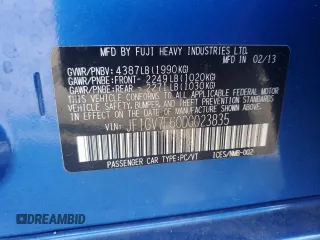 MFD BY FUJI HEAVY INDUSTRIES LTD.
02/13
GVWR/PNBV: 4387LB(1990KG)
GAWR/PNBE:FRONT- 2249LB(1020KG)
GAWR/PNBE:REAR - 2271LB(1030KG)
THIS VEHICLE CONFORMS TO ALL APPLICABLE
FEDERAL MOTOR VEHICLE SAFETY, BUMPER,
AND THEFT PREVENTION STANDARDS IN
EFFECT ON THE DATE OF
MANUFACTURE SHOWN ABOVE.
VIN:
PASSENGER CAR TYPE:PC/VT ICES/NMB-002
DREAMBID